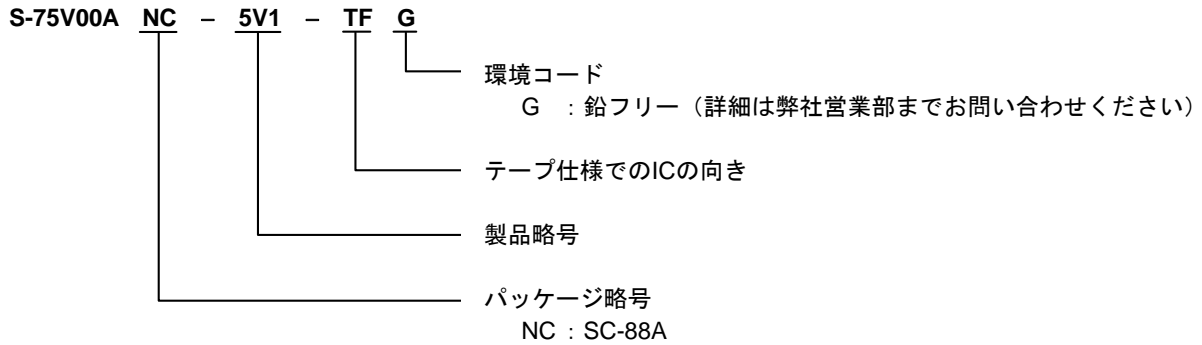 S-75V00A NC – 5V1 – TF G
環境コード
G ：鉛フリー（詳細は弊社営業部までお問い合わせください）
テープ仕様でのICの向き
製品略号
パッケージ略号
NC：SC-88A